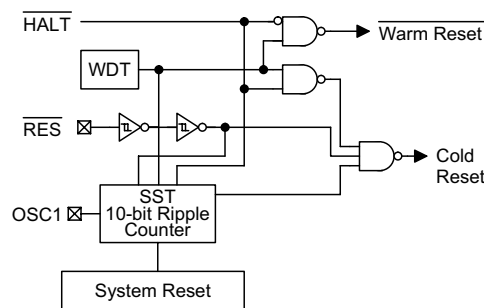 HALT
Warm Reset
WDT
RES
Cold
Reset
SST
10-bit Ripple
Counter
OSC1
System Reset